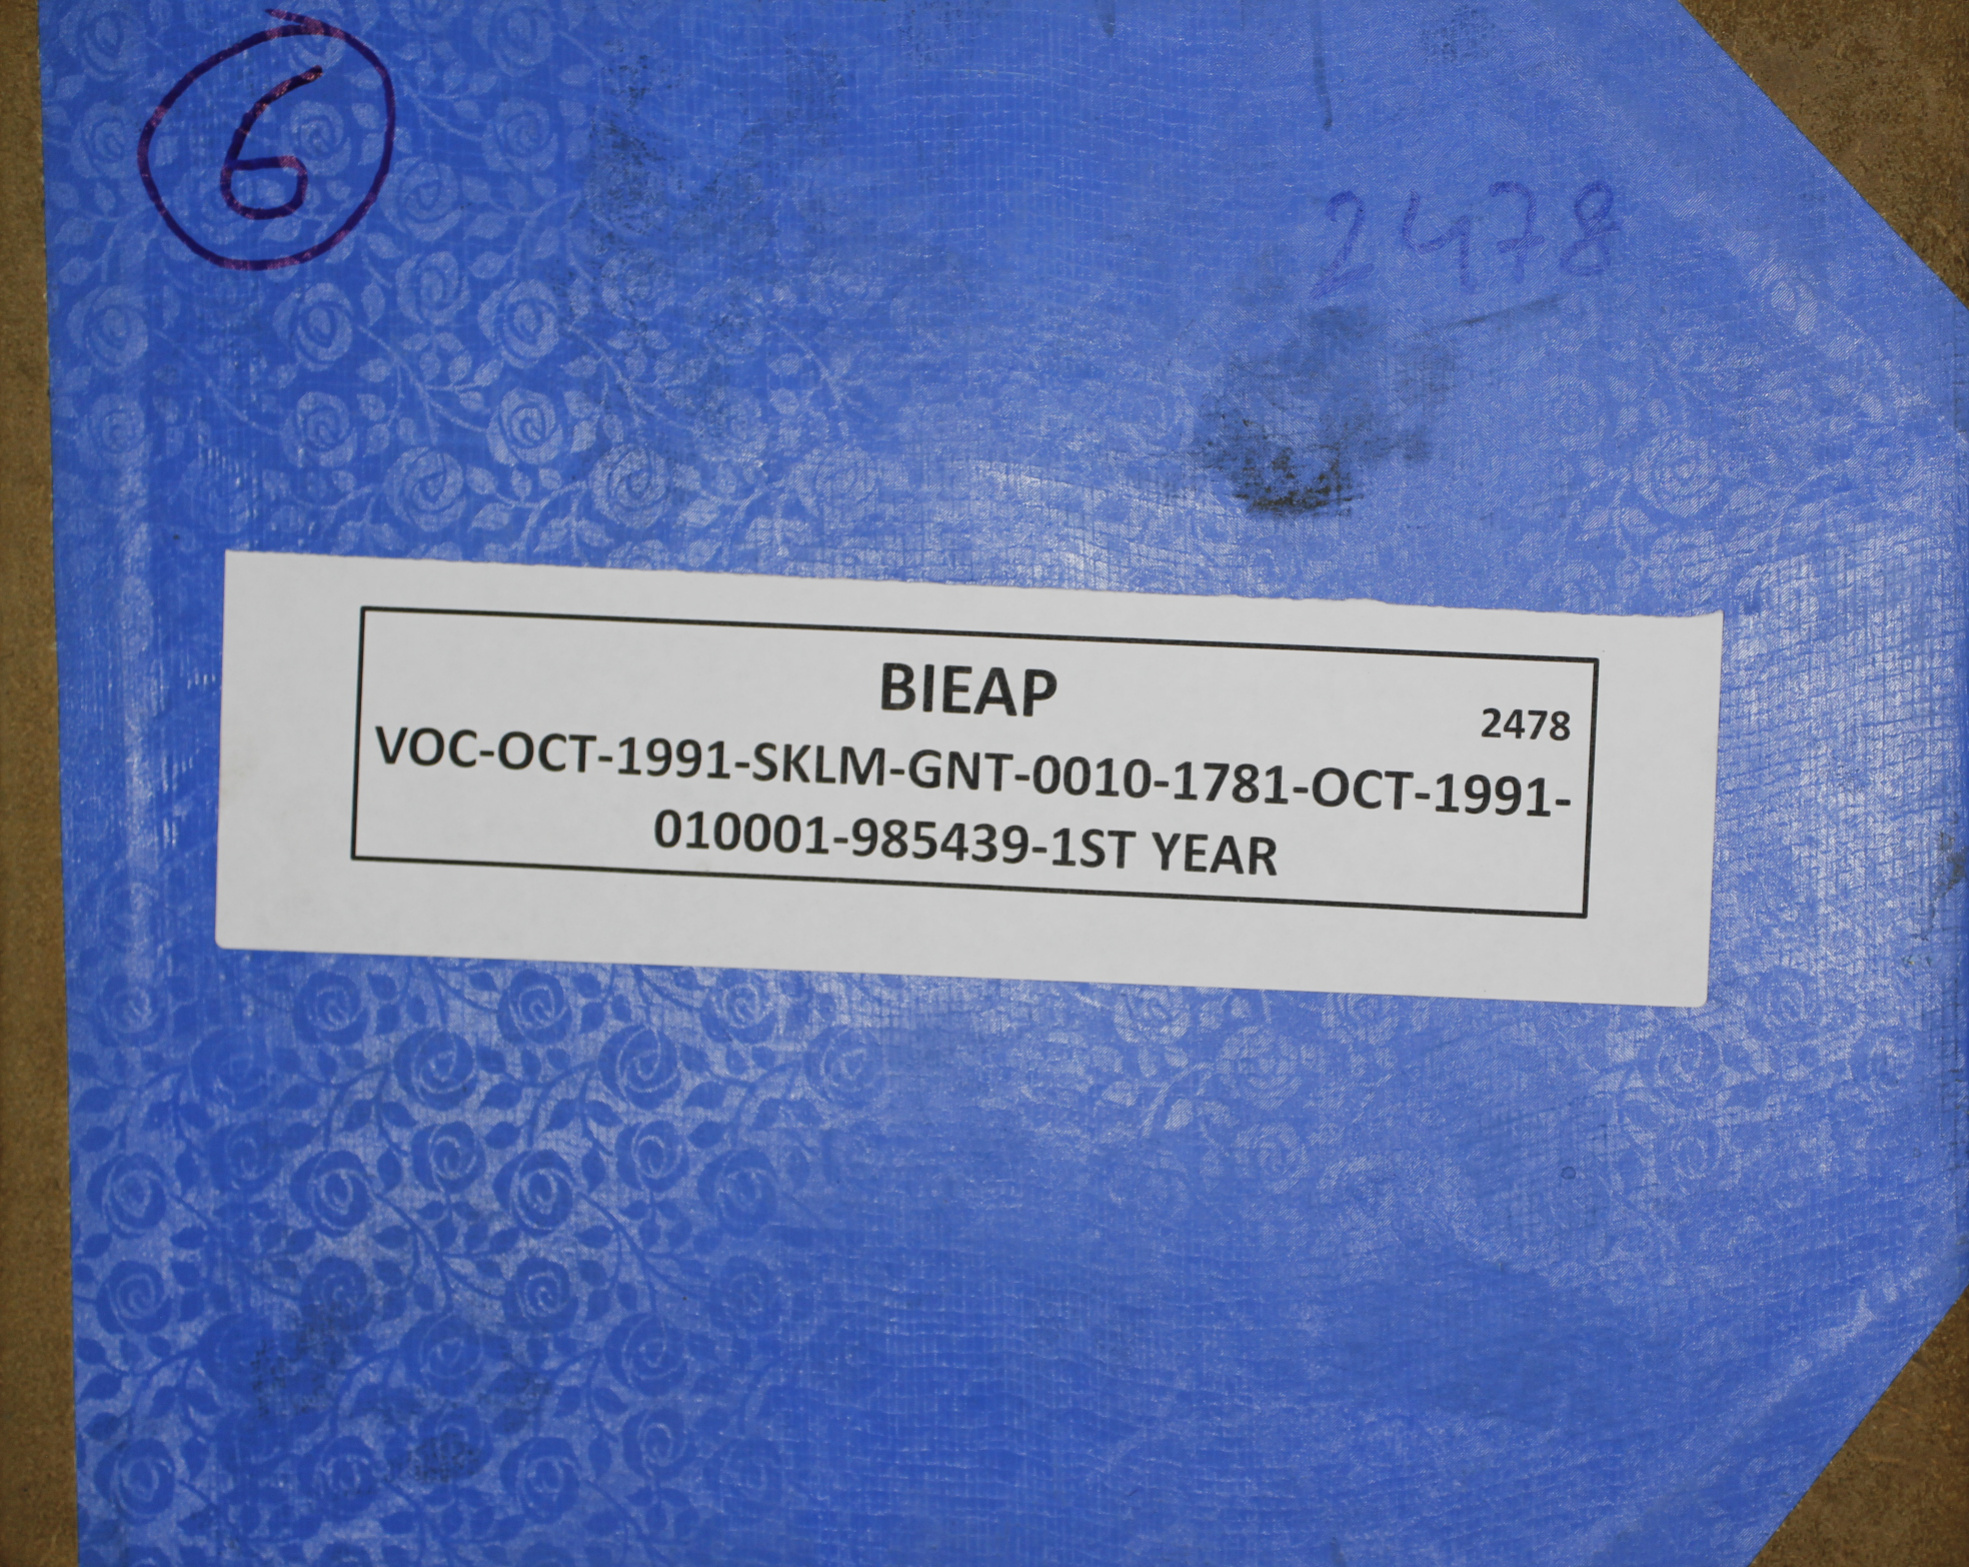 6
2478
BIEAP
2478
VOC-OCT-1991-SKLM-GNT-0010-1781-OCT-1991-
010001-985439-1ST YEAR